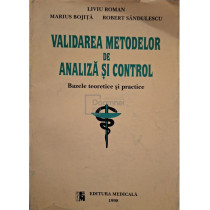 LIVIU ROMAN
MARIUS BOJIȚĂ ROBERT SĂNDULESCU
VALIDAREA METODELOR
DE
ANALIZĂ ȘI CONTROL
Bazele teoretice și practice
EDITURA MEDICALĂ
1998